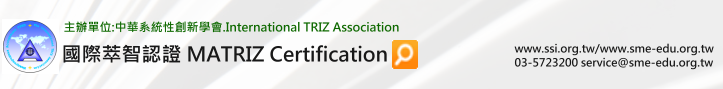 主辦單位:中華系統性創新學會.International TRIZ Association
國際萃智認證 MATRIZ Certification
www.ssi.org.tw/www.sme-edu.org.tw
03-5723200 service@sme-edu.org.tw